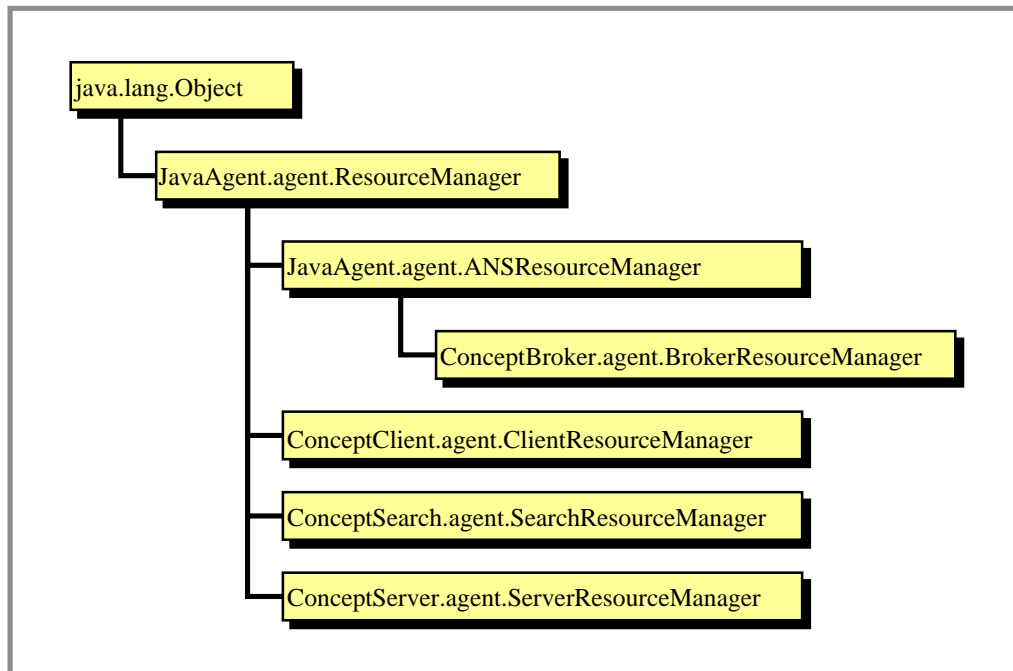 java.lang.Object
JavaAgent.agent.ResourceManager
JavaAgent.agent.ANSResourceManager
ConceptBroker.agent.BrokerResourceManager
ConceptClient.agent.ClientResourceManager
ConceptSearch.agent.SearchResourceManager
ConceptServer.agent.ServerResourceManager